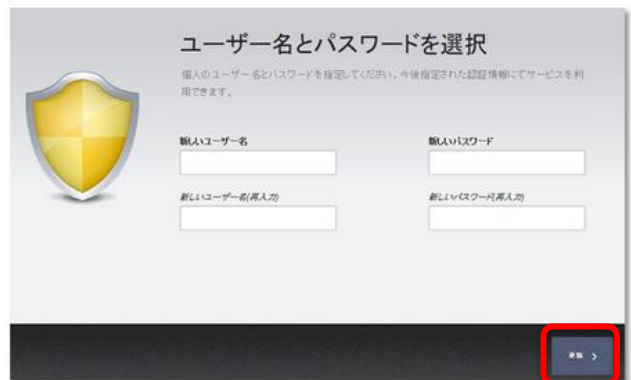 ユーザー名とパスワードを選択
個人のユーザー名とパスワードを指定してください。今後指定された認証情報にてサービスを利
用できます。
新しいユーザー名
新しいパスワード
新しいユーザー名(再入力)
新しいパスワード(再入力)
更新